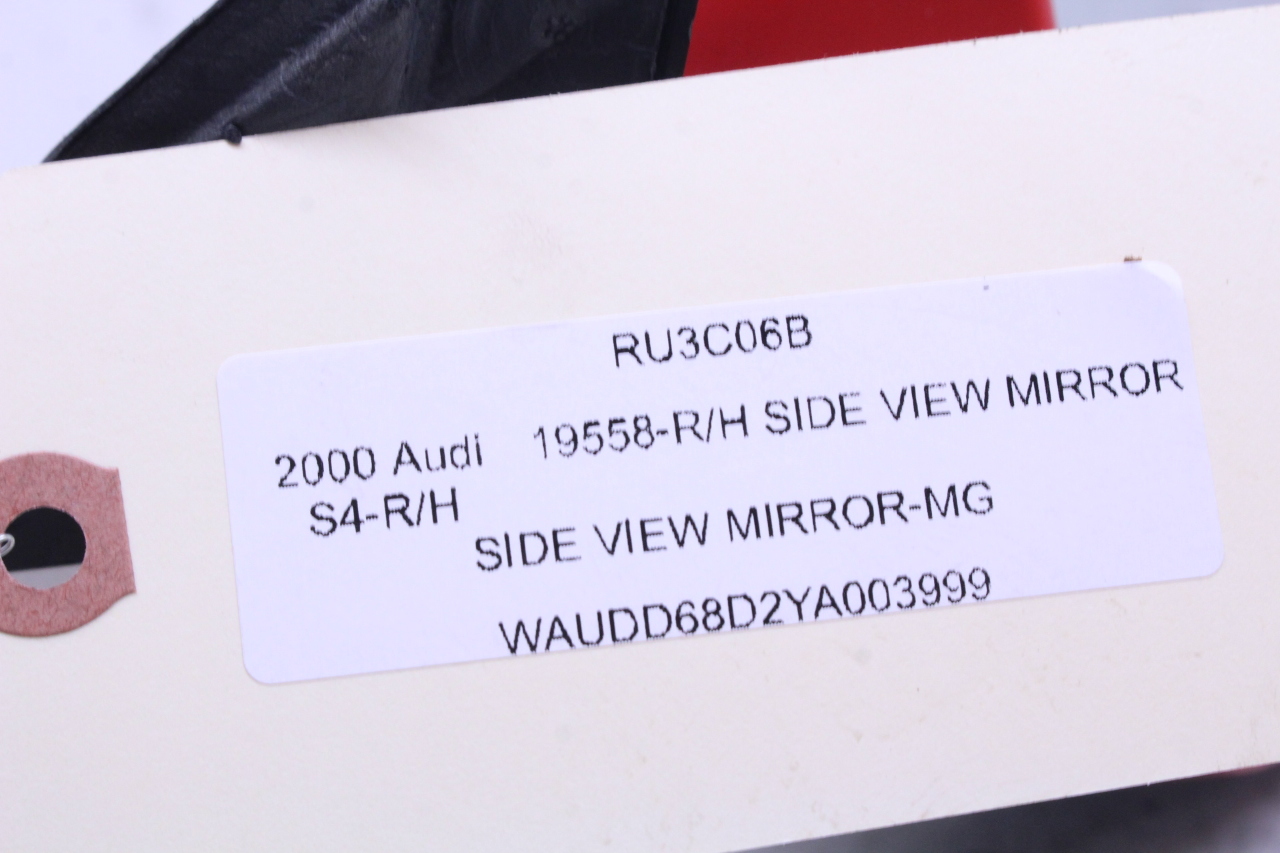 RU3C06B
2000 Audi 19558-R/H SIDE VIEW MIRROR
S4-R/H
SIDE VIEW MIRROR-MG
WAUDD68D2YA003999